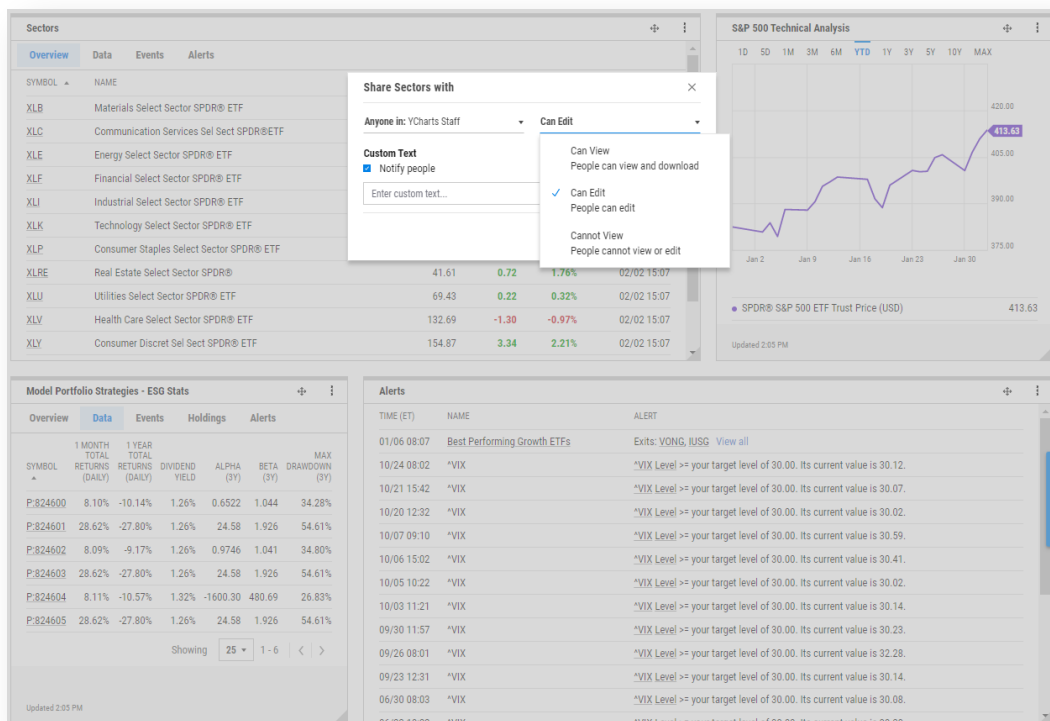 Sectors
Overview Data Events Alerts
SYMBOL NAME
XLB Materials Select Sector SPDR® ETF
XLC Communication Services Sel Sect SPDR®ETF
XLE Energy Select Sector SPDR® ETF
XLF Financial Select Sector SPDR® ETF
XLI Industrial Select Sector SPDR® ETF
XLK Technology Select Sector SPDR® ETF
XLP Consumer Staples Select Sector SPDR® ETF
XLRE Real Estate Select Sector SPDR® 41.61 0.72 1.76% 02/02 15:07
XLU Utilities Select Sector SPDR® ETF 69.43 0.22 0.32% 02/02 15:07
XLV Health Care Select Sector SPDR® ETF 132.69 -1.30 -0.97% 02/02 15:07
XLY Consumer Discret Sel Sect SPDR® ETF 154.87 3.34 2.21% 02/02 15:07
Share Sectors with
Anyone in: YCharts Staff Can Edit
Custom Text
Notify people
Enter custom text...
Can View
People can view and download
Can Edit
People can edit
Cannot View
People cannot view or edit
S&P 500 Technical Analysis
1D 5D 1M 3M 6M YTD 1Y 3Y 5Y 10Y MAX
420.00
413.63
405.00
390.00
375.00
Jan 2 Jan 9 Jan 16 Jan 23 Jan 30
SPDR® S&P 500 ETF Trust Price (USD) 413.63
Updated 2:05 PM
Model Portfolio Strategies - ESG Stats
Overview Data Events Holdings Alerts
SYMBOL 1 MONTH TOTAL RETURNS (DAILY) 1 YEAR TOTAL RETURNS (DAILY) DIVIDEND YIELD ALPHA (3Y) BETA (3Y) MAX DRAWDOWN (3Y)
P:824600 8.10% -10.14% 1.26% 0.6522 1.044 34.28%
P:824601 28.62% -27.80% 1.26% 24.58 1.926 54.61%
P:824602 8.09% -9.17% 1.26% 0.9746 1.041 34.80%
P:824603 28.62% -27.80% 1.26% 24.58 1.926 54.61%
P:824604 8.11% -10.57% 1.32% -1600.30 480.69 26.83%
P:824605 28.62% -27.80% 1.26% 24.58 1.926 54.61%
Showing 25 1 - 6
Updated 2:05 PM
Alerts
TIME (ET) NAME ALERT
01/06 08:07 Best Performing Growth ETFs Exits: VONG, IUSG View all
10/24 08:02 ^VIX ^VIX Level >= your target level of 30.00. Its current value is 30.12.
10/21 15:42 ^VIX ^VIX Level >= your target level of 30.00. Its current value is 30.07.
10/20 12:32 ^VIX ^VIX Level >= your target level of 30.00. Its current value is 30.02.
10/07 09:10 ^VIX ^VIX Level >= your target level of 30.00. Its current value is 30.59.
10/06 15:02 ^VIX ^VIX Level >= your target level of 30.00. Its current value is 30.41.
10/05 10:22 ^VIX ^VIX Level >= your target level of 30.00. Its current value is 30.02.
10/03 11:21 ^VIX ^VIX Level >= your target level of 30.00. Its current value is 30.14.
09/30 11:57 ^VIX ^VIX Level >= your target level of 30.00. Its current value is 30.23.
09/26 08:01 ^VIX ^VIX Level >= your target level of 30.00. Its current value is 32.28.
09/23 12:31 ^VIX ^VIX Level >= your target level of 30.00. Its current value is 30.14.
06/30 08:03 ^VIX ^VIX Level >= your target level of 30.00. Its current value is 30.08.